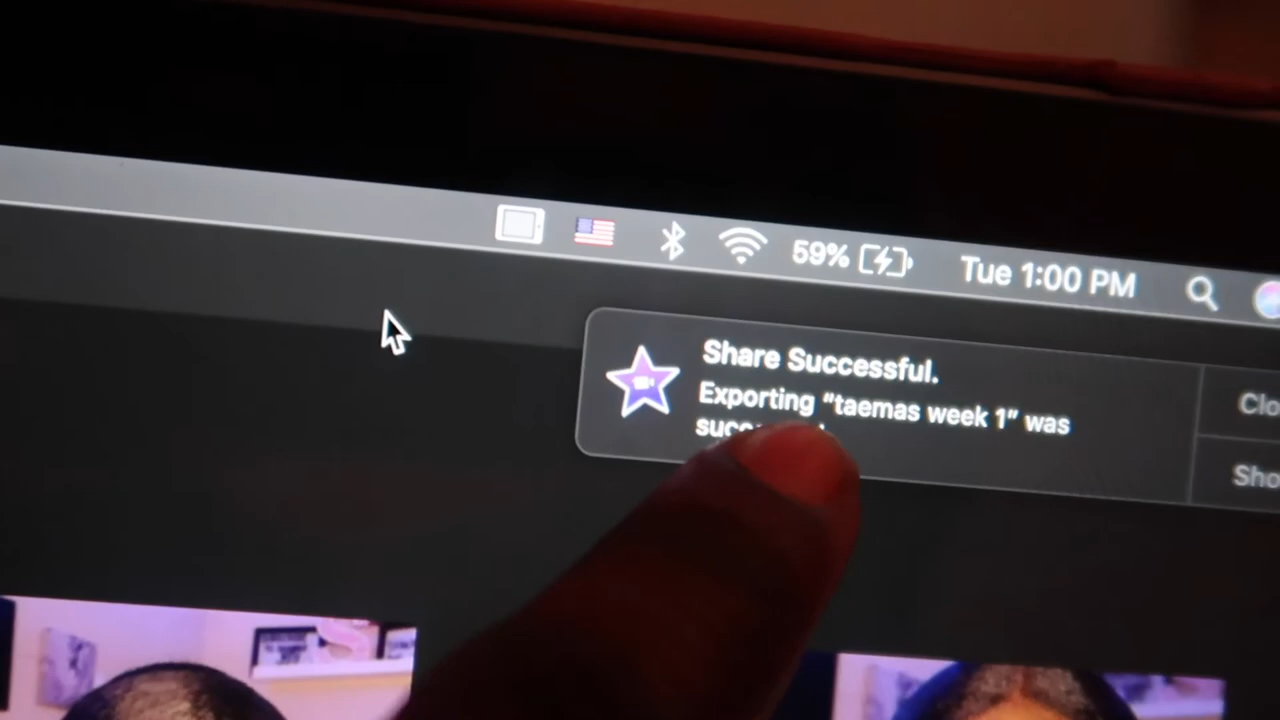 59% Tue 1:00 PM
Share Successful.
Exporting “taemas week 1” was